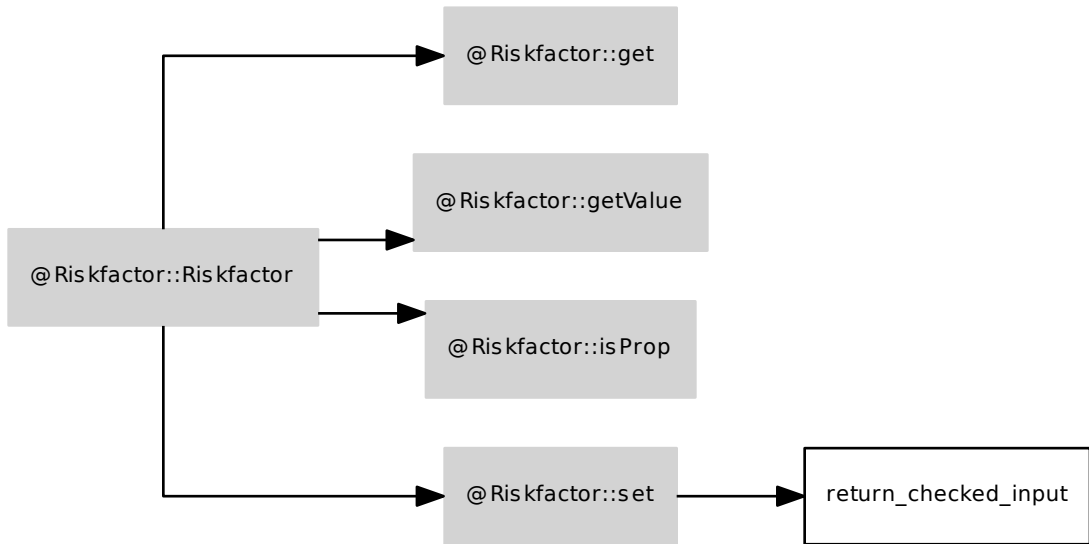 @Riskfactor::get
@Riskfactor::getValue
@Riskfactor::Riskfactor
@Riskfactor::isProp
@Riskfactor::set
return_checked_input